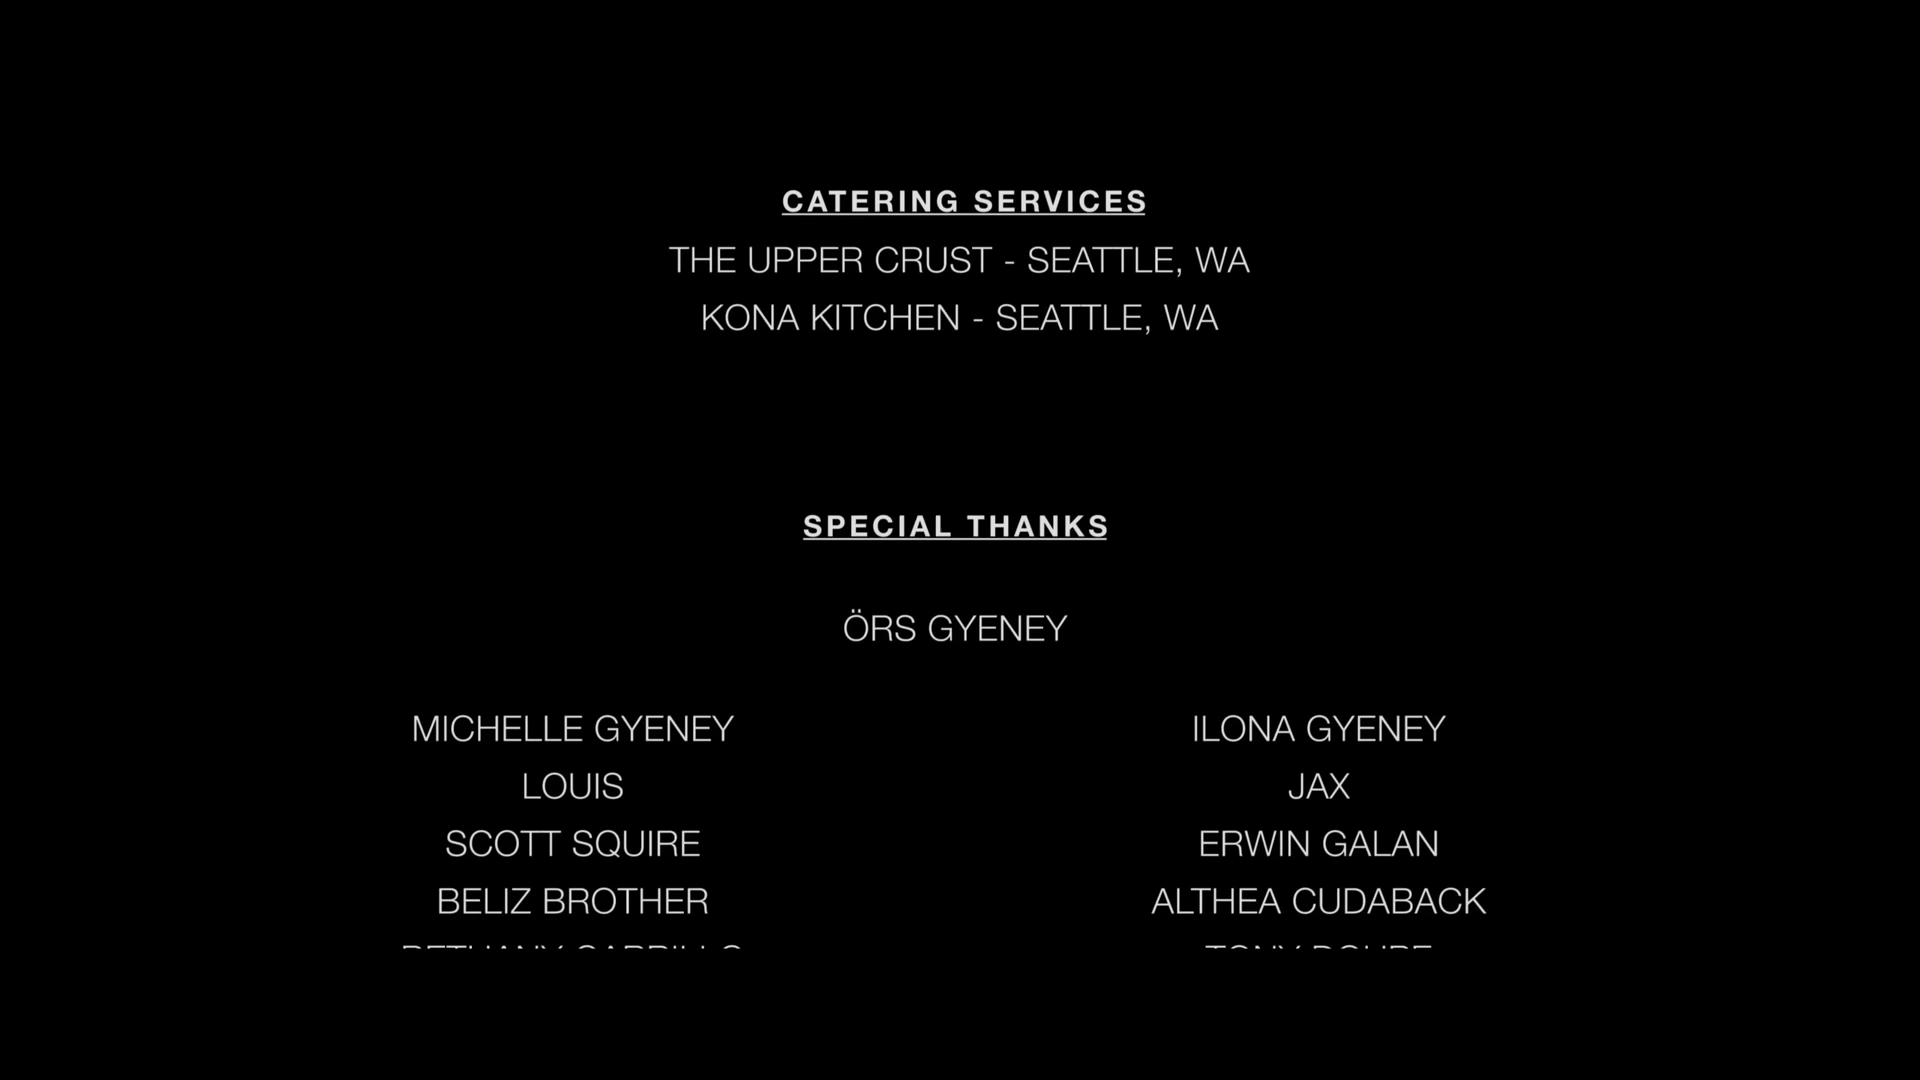 CATERING SERVICES
THE UPPER CRUST - SEATTLE, WA
KONA KITCHEN - SEATTLE, WA
SPECIAL THANKS
ÖRS GYENEY
MICHELLE GYENEY ILONA GYENEY
LOUIS JAX
SCOTT SQUIRE ERWIN GALAN
BELIZ BROTHER ALTHEA CUDABACK